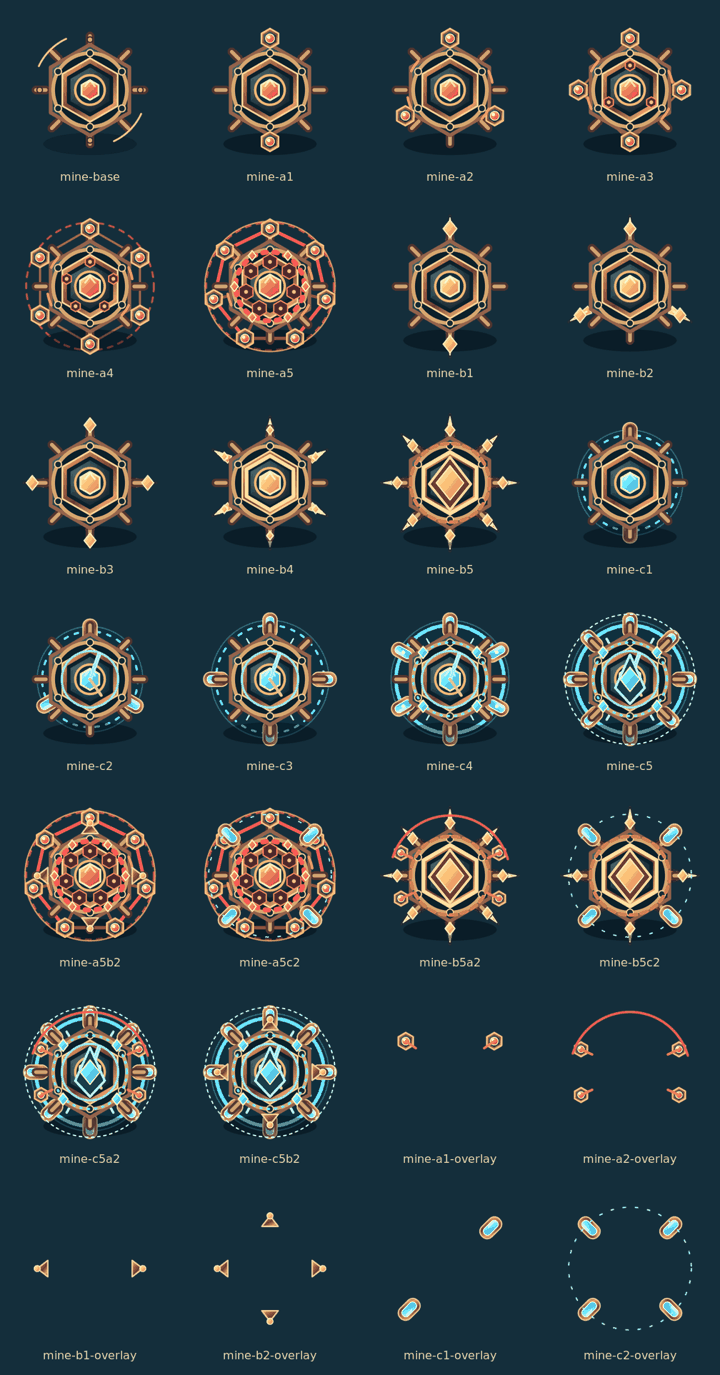 mine-base mine-a1 mine-a2 mine-a3
mine-a4 mine-a5 mine-b1 mine-b2
mine-b3 mine-b4 mine-b5 mine-c1
mine-c2 mine-c3 mine-c4 mine-c5
mine-a5b2 mine-a5c2 mine-b5a2 mine-b5c2
mine-c5a2 mine-c5b2 mine-a1-overlay mine-a2-overlay
mine-b1-overlay mine-b2-overlay mine-c1-overlay mine-c2-overlay